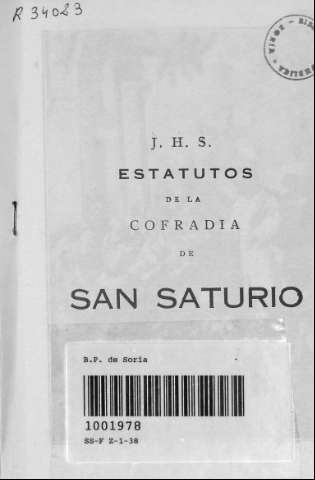 R 34023
J. H. S.
ESTATUTOS
DE LA
COFRADIA
DE
SAN SATURIO
B.P. de Soria
1001978
SS-F Z-1-38